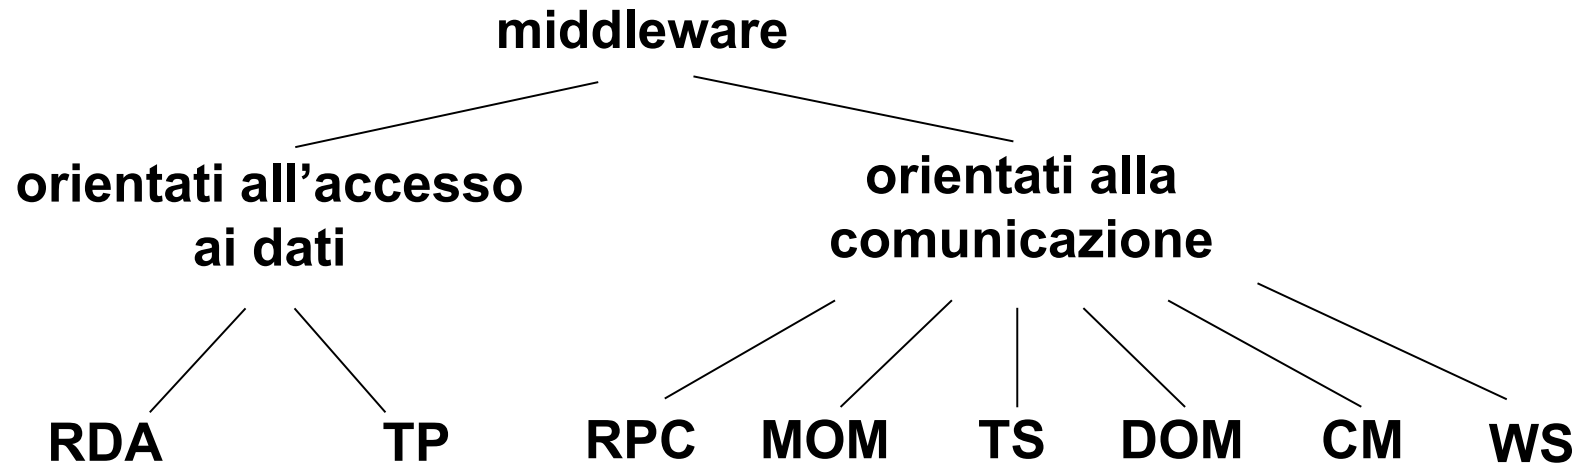 middleware
orientati all’accesso
ai dati
orientati alla
comunicazione
RDA
TP
RPC
MOM
TS
DOM
CM
WS